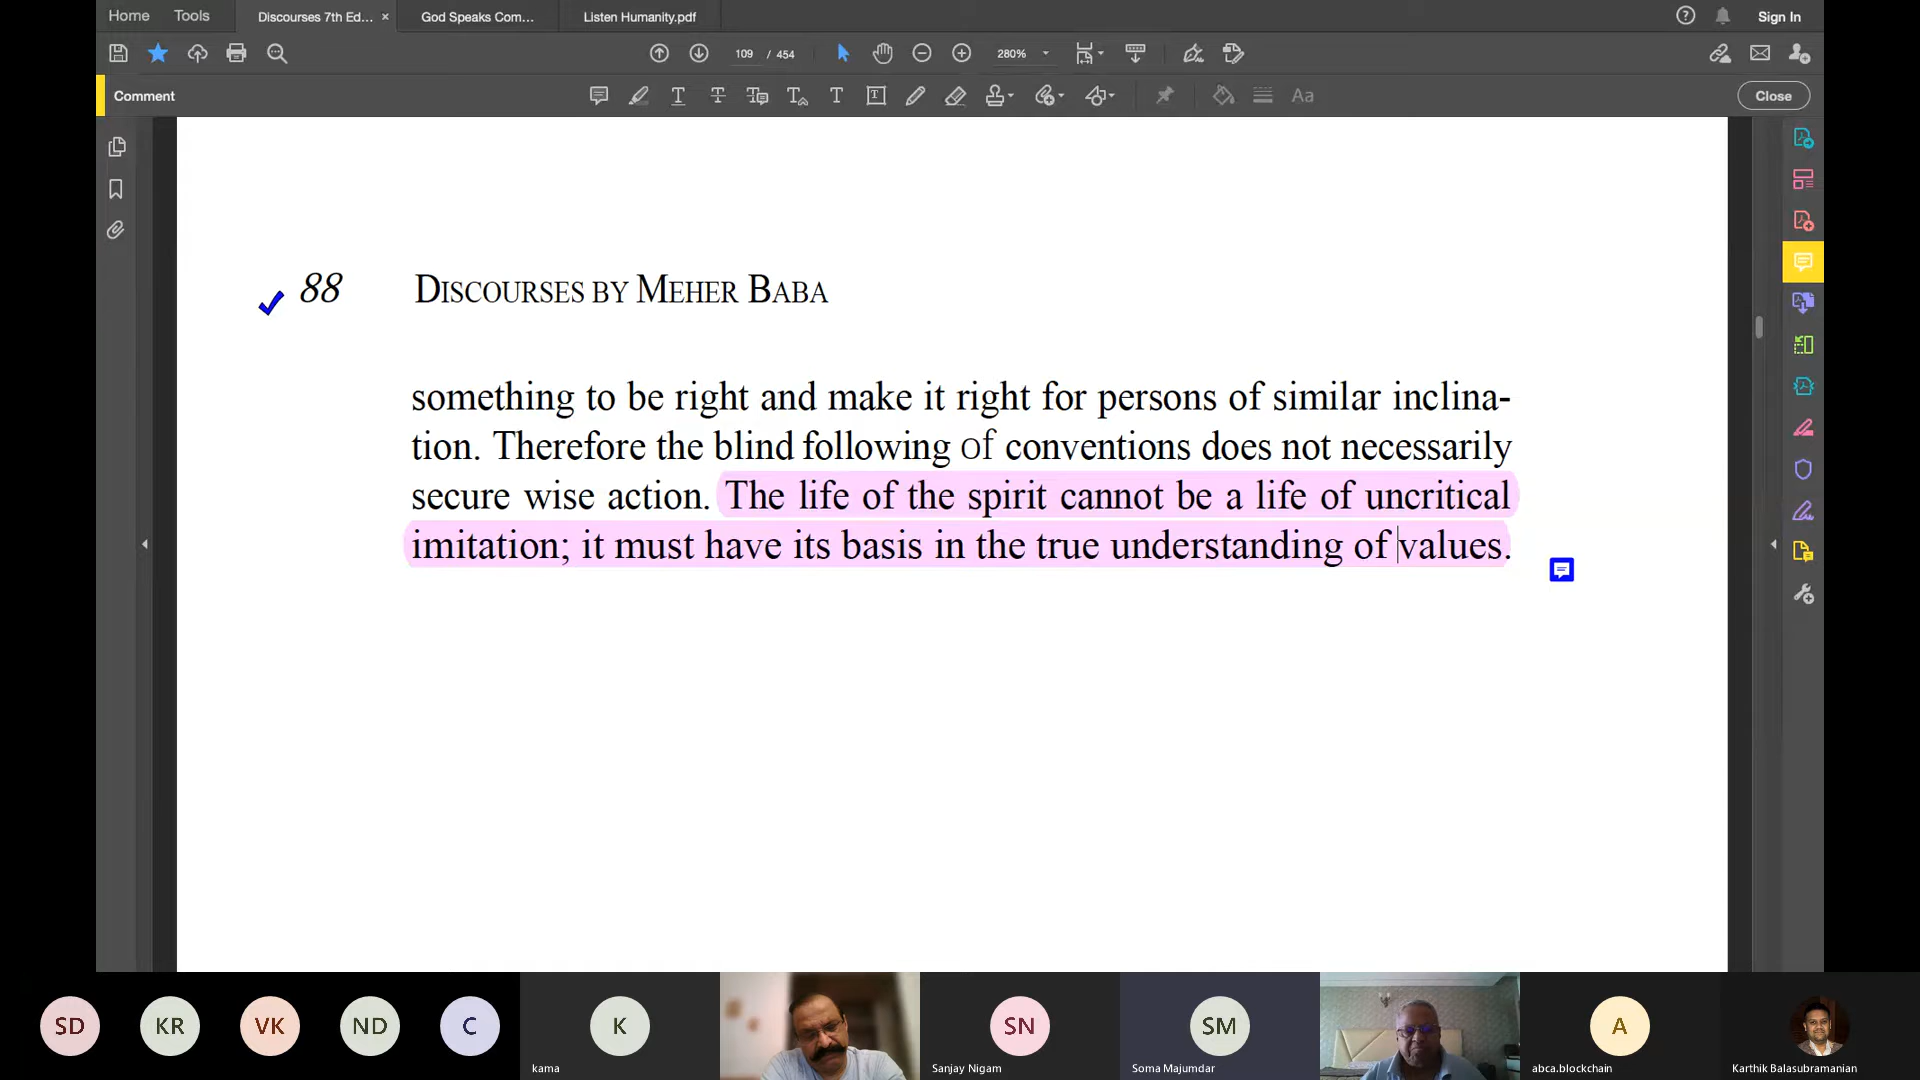 Home Tools Discourses 7th Ed... × God Speaks Com... Listen Humanity.pdf Sign In
109 / 454 280%
Comment Aa Close
88 DISCOURSES BY MEHER BABA
something to be right and make it right for persons of similar inclina-
tion. Therefore the blind following of conventions does not necessarily
secure wise action. The life of the spirit cannot be a life of uncritical
imitation; it must have its basis in the true understanding of values.
SD KR VK ND C K SN SM A
kama Sanjay Nigam Soma Majumdar abca.blockchain Karthik Balasubramanian